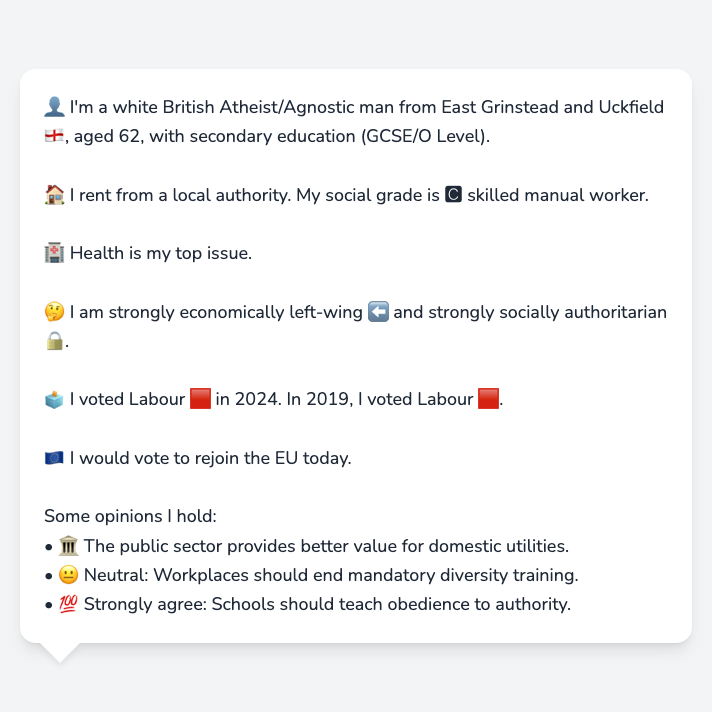 👤 I'm a white British Atheist/Agnostic man from East Grinstead and Uckfield
🏴󠁧󠁢󠁥󠁮󠁧󠁿, aged 62, with secondary education (GCSE/O Level).
🏠 I rent from a local authority. My social grade is 🅲 skilled manual worker.
🏥 Health is my top issue.
🤔 I am strongly economically left-wing ⬅️ and strongly socially authoritarian
🔒.
🗳️ I voted Labour 🟥 in 2024. In 2019, I voted Labour 🟥.
🇪🇺 I would vote to rejoin the EU today.
Some opinions I hold:
• 🏛️ The public sector provides better value for domestic utilities.
• 😐 Neutral: Workplaces should end mandatory diversity training.
• 💯 Strongly agree: Schools should teach obedience to authority.